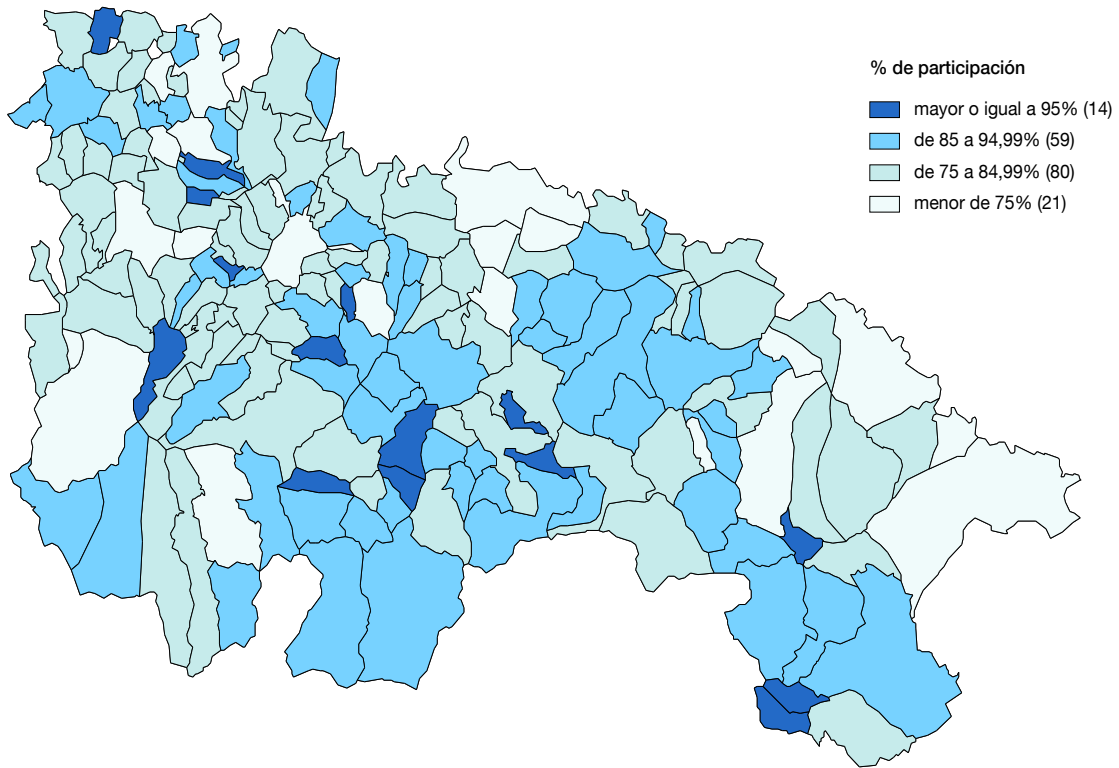 % de participación
mayor o igual a 95% (14)
de 85 a 94,99% (59)
de 75 a 84,99% (80)
menor de 75% (21)